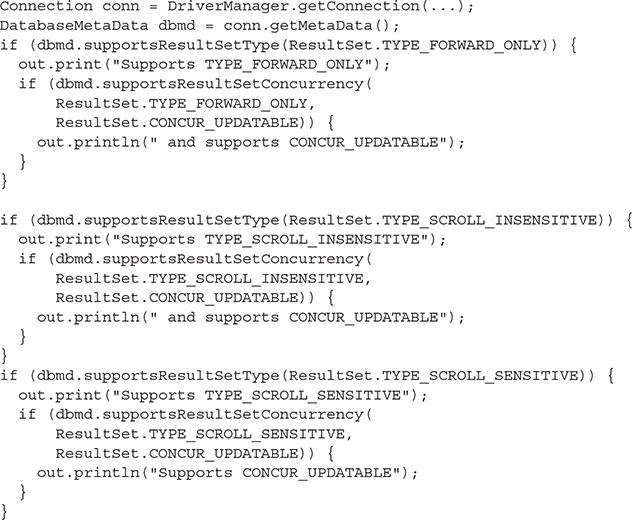 Connection conn = DriverManager.getConnection(...);
DatabaseMetaData dbmd = conn.getMetaData();
if (dbmd.supportsResultSetType(ResultSet.TYPE_FORWARD_ONLY)) {
  out.print("Supports TYPE_FORWARD_ONLY");
  if (dbmd.supportsResultSetConcurrency(
      ResultSet.TYPE_FORWARD_ONLY,
      ResultSet.CONCUR_UPDATABLE)) {
    out.println(" and supports CONCUR_UPDATABLE");
  }
}

if (dbmd.supportsResultSetType(ResultSet.TYPE_SCROLL_INSENSITIVE)) {
  out.print("Supports TYPE_SCROLL_INSENSITIVE");
  if (dbmd.supportsResultSetConcurrency(
      ResultSet.TYPE_SCROLL_INSENSITIVE,
      ResultSet.CONCUR_UPDATABLE)) {
    out.println(" and supports CONCUR_UPDATABLE");
  }
}
if (dbmd.supportsResultSetType(ResultSet.TYPE_SCROLL_SENSITIVE)) {
  out.print("Supports TYPE_SCROLL_SENSITIVE");
  if (dbmd.supportsResultSetConcurrency(
      ResultSet.TYPE_SCROLL_SENSITIVE,
      ResultSet.CONCUR_UPDATABLE)) {
    out.println("Supports CONCUR_UPDATABLE");
  }
}